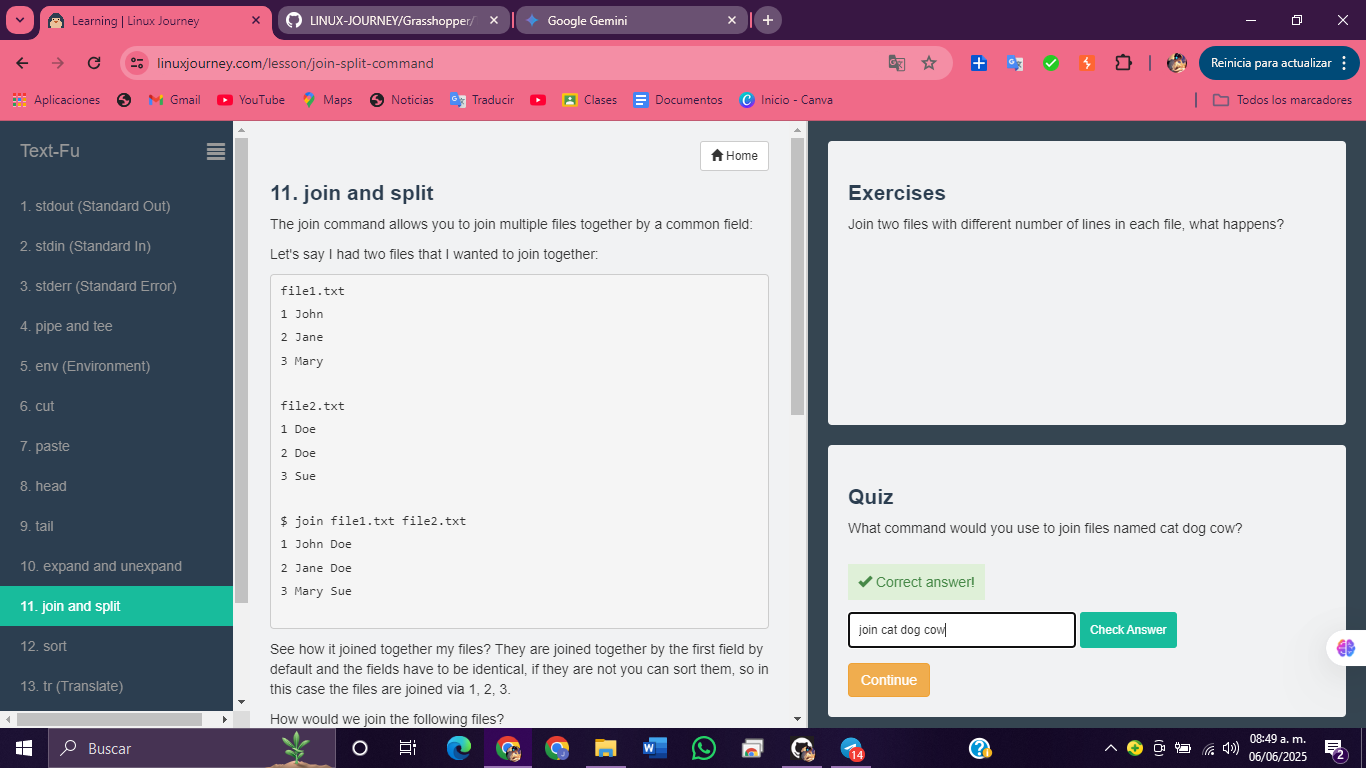 Learning | Linux Journey
LINUX-JOURNEY/Grasshopper/
Google Gemini
linuxjourney.com/lesson/join-split-command
Reinicia para actualizar
Aplicaciones
Gmail
YouTube
Maps
Noticias
Traducir
Clases
Documentos
Inicio - Canva
Todos los marcadores
Text-Fu
1. stdout (Standard Out)
2. stdin (Standard In)
3. stderr (Standard Error)
4. pipe and tee
5. env (Environment)
6. cut
7. paste
8. head
9. tail
10. expand and unexpand
11. join and split
12. sort
13. tr (Translate)
Home
11. join and split
The join command allows you to join multiple files together by a common field:
Let's say I had two files that I wanted to join together:
file1.txt
1 John
2 Jane
3 Mary
file2.txt
1 Doe
2 Doe
3 Sue
$ join file1.txt file2.txt
1 John Doe
2 Jane Doe
3 Mary Sue
See how it joined together my files? They are joined together by the first field by
default and the fields have to be identical, if they are not you can sort them, so in
this case the files are joined via 1, 2, 3.
How would we join the following files?
Exercises
Join two files with different number of lines in each file, what happens?
Quiz
What command would you use to join files named cat dog cow?
Correct answer!
join cat dog cow
Check Answer
Continue
Buscar
14
08:49 a. m.
06/06/2025
2